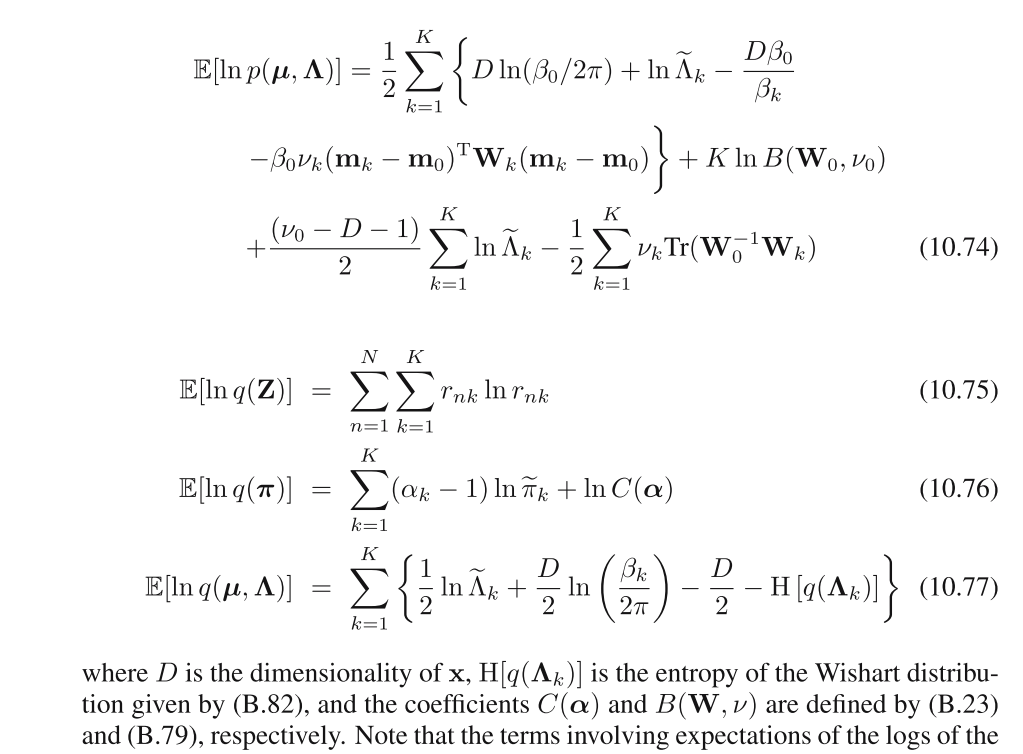 𝔼[ln p(μ, Λ)] = 1/2 ∑_{k=1}^{K} { D ln(β₀/2π) + ln Λ̃_k − Dβ₀/β_k
−β₀ν_k(m_k − m₀)^T W_k(m_k − m₀) } + K ln B(W₀, ν₀)
+ (ν₀ − D − 1)/2 ∑_{k=1}^{K} ln Λ̃_k − 1/2 ∑_{k=1}^{K} ν_k Tr(W₀^{−1} W_k) (10.74)
𝔼[ln q(Z)] = ∑_{n=1}^{N} ∑_{k=1}^{K} r_{nk} ln r_{nk} (10.75)
𝔼[ln q(π)] = ∑_{k=1}^{K} (α_k − 1) ln π̃_k + ln C(α) (10.76)
𝔼[ln q(μ, Λ)] = ∑_{k=1}^{K} { 1/2 ln Λ̃_k + D/2 ln (β_k/2π) − D/2 − H [q(Λ_k)] } (10.77)
where D is the dimensionality of x, H[q(Λ_k)] is the entropy of the Wishart distribu-
tion given by (B.82), and the coefficients C(α) and B(W, ν) are defined by (B.23)
and (B.79), respectively. Note that the terms involving expectations of the logs of the